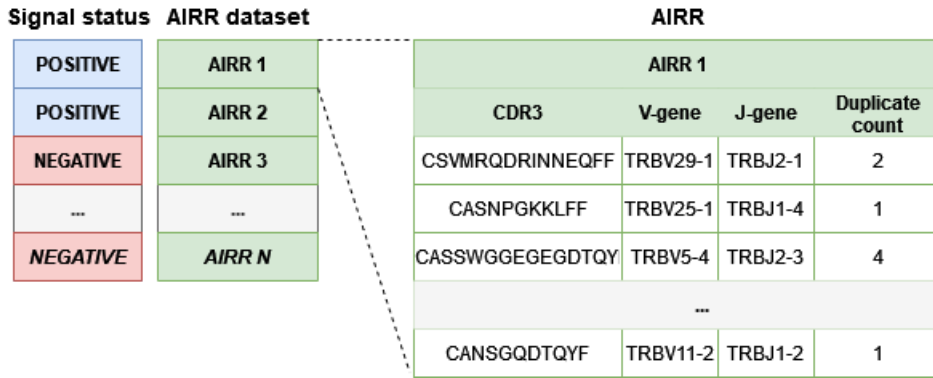 Signal status AIRR dataset AIRR
POSITIVE AIRR 1 AIRR 1
POSITIVE AIRR 2 CDR3 V-gene J-gene Duplicate count
NEGATIVE AIRR 3 CSVMRQDRINNEQFF TRBV29-1 TRBJ2-1 2
... ... CASNPGKKLFF TRBV25-1 TRBJ1-4 1
NEGATIVE AIRR N CASSWGGEGEGDTQY TRBV5-4 TRBJ2-3 4
...
CANSGQDTQYF TRBV11-2 TRBJ1-2 1